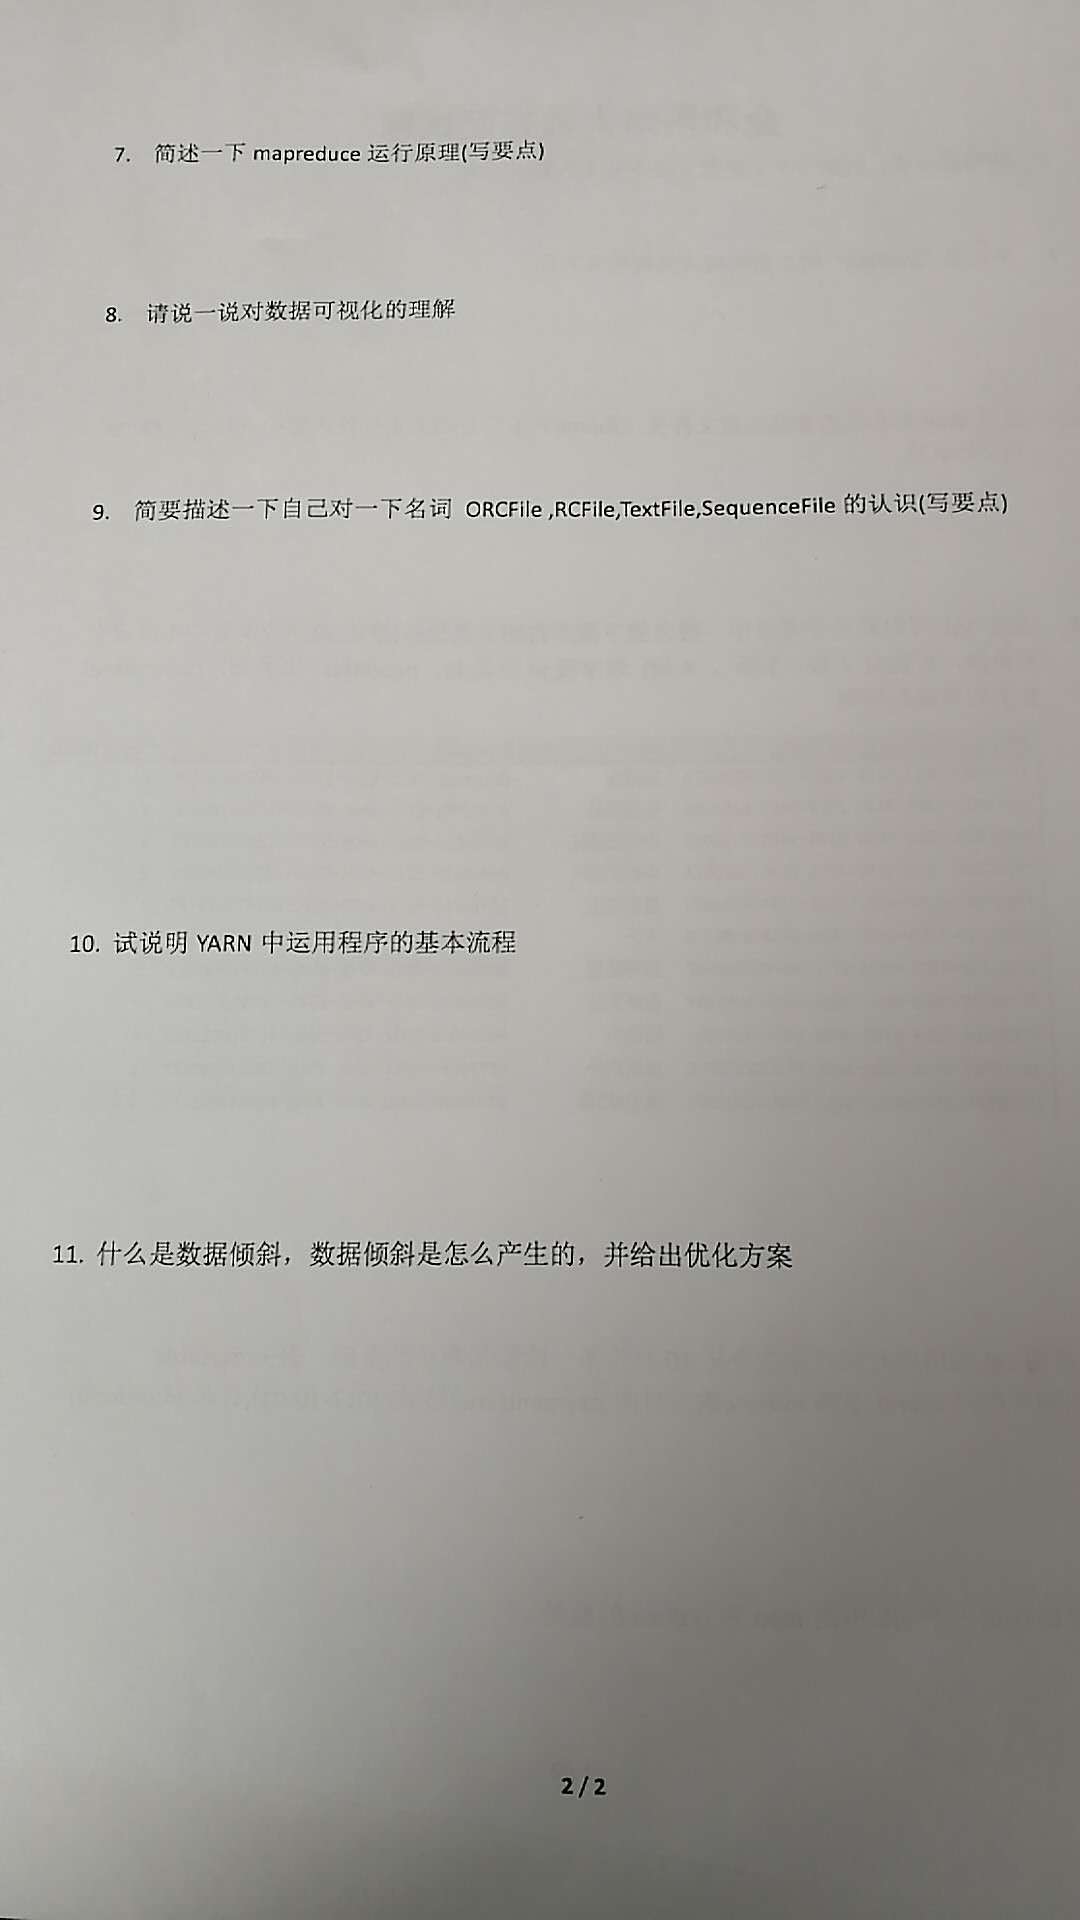 7. 简述一下 mapreduce 运行原理(写要点)
8. 请说一说对数据可视化的理解
9. 简要描述一下自己对一下名词 ORCFile ,RCFile,TextFile,SequenceFile 的认识(写要点)
10. 试说明 YARN 中运用程序的基本流程
11. 什么是数据倾斜，数据倾斜是怎么产生的，并给出优化方案
2 / 2